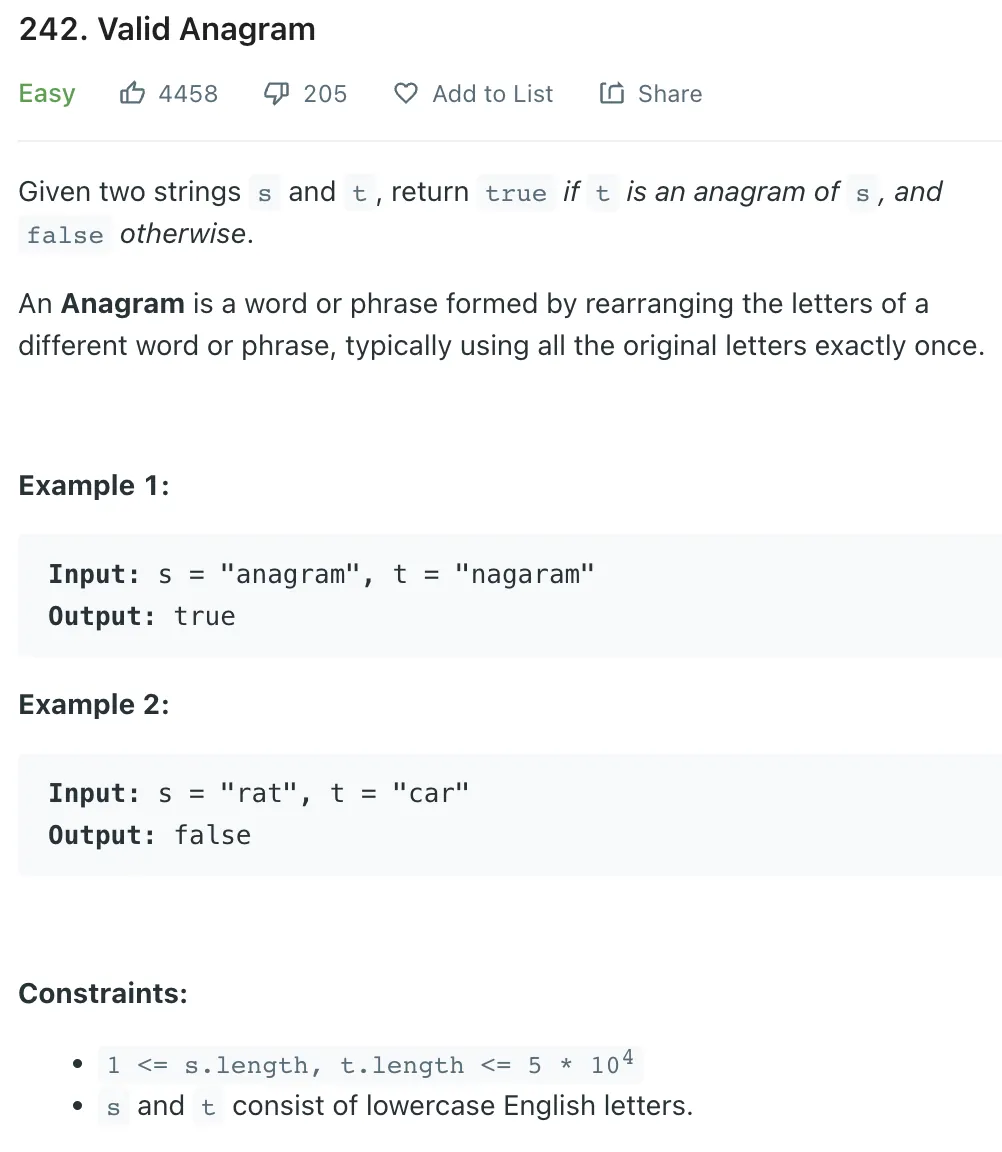 242. Valid Anagram
Easy 4458 205 Add to List Share
Given two strings s and t, return true if t is an anagram of s, and
false otherwise.
An Anagram is a word or phrase formed by rearranging the letters of a
different word or phrase, typically using all the original letters exactly once.
Example 1:
Input: s = "anagram", t = "nagaram"
Output: true
Example 2:
Input: s = "rat", t = "car"
Output: false
Constraints:
• 1 <= s.length, t.length <= 5 * 10⁴
• s and t consist of lowercase English letters.